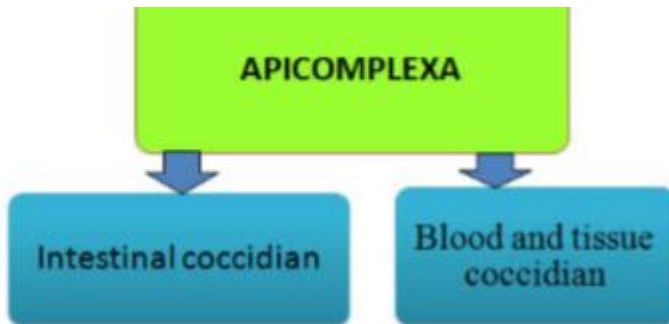 APICOMPLEXA
Intestinal coccidian
Blood and tissue
coccidian